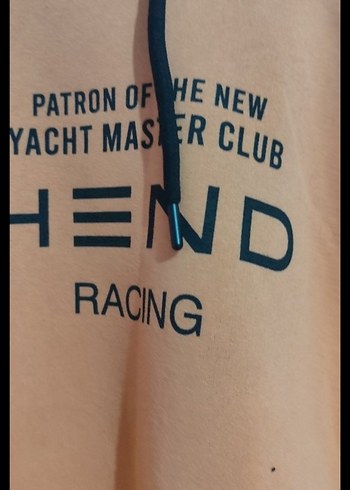 PATRON OF THE NEW
YACHT MASTER CLUB
HEND
RACING